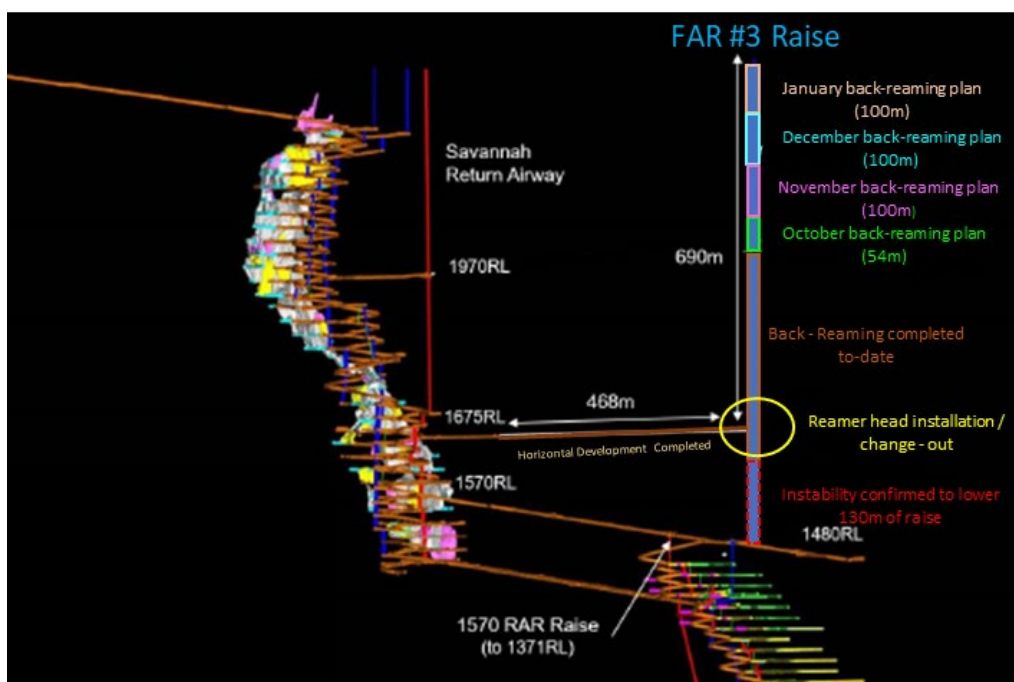 FAR #3 Raise
January back-reaming plan
(100m)
December back-reaming plan
(100m)
Savannah
Return Airway
November back-reaming plan
(100m)
October back-reaming plan
(54m)
690m
1970RL
Back - Reaming completed
to-date
468m
1675RL
Reamer head installation /
change - out
Horizontal Development Completed
1570RL
Instability confirmed to lower
130m of raise
1480RL
1570 RAR Raise
(to 1371RL)